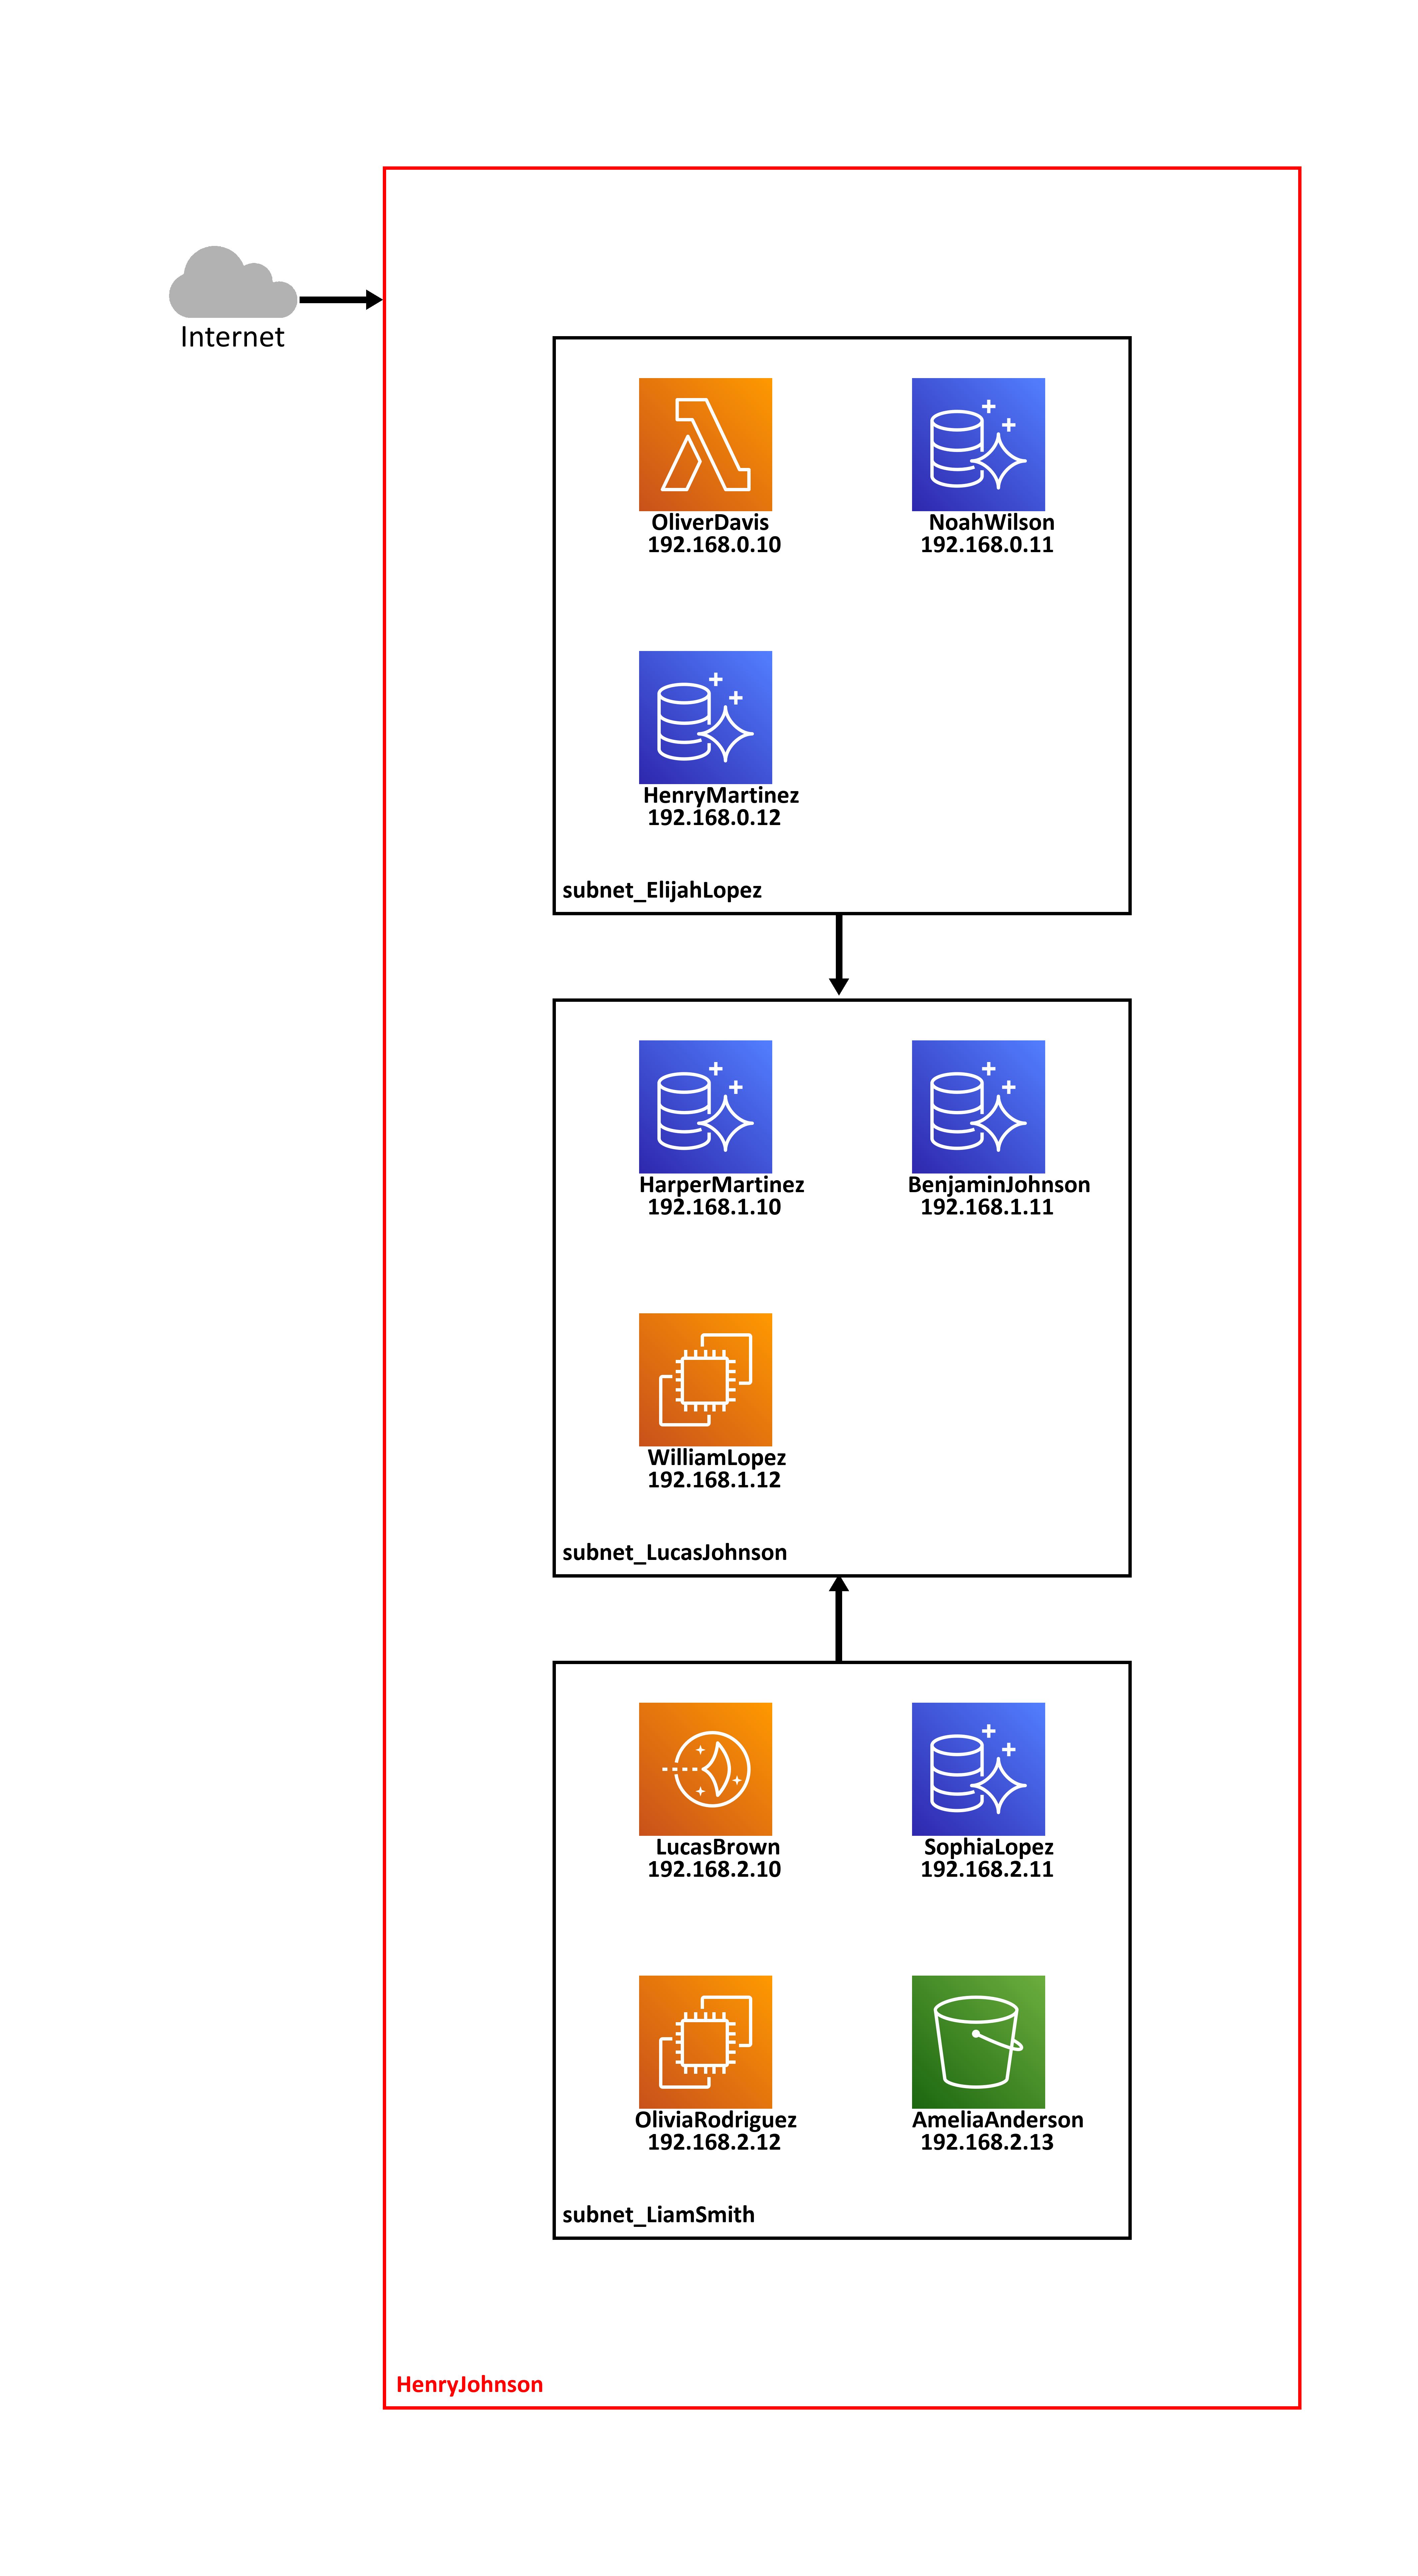 Internet
OliverDavis
192.168.0.10
NoahWilson
192.168.0.11
HenryMartinez
192.168.0.12
subnet_ElijahLopez
HarperMartinez
192.168.1.10
BenjaminJohnson
192.168.1.11
WilliamLopez
192.168.1.12
subnet_LucasJohnson
LucasBrown
192.168.2.10
SophiaLopez
192.168.2.11
OliviaRodriguez
192.168.2.12
AmeliaAnderson
192.168.2.13
subnet_LiamSmith
HenryJohnson